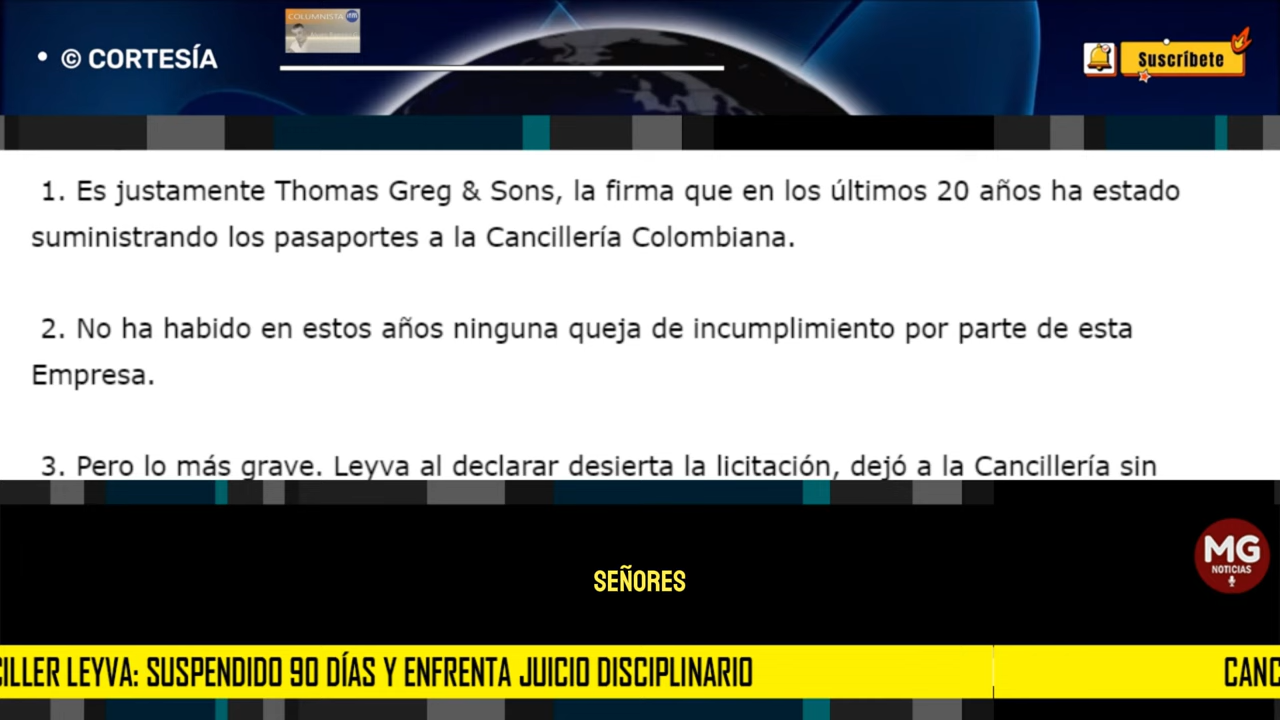 COLUMNISTA
• © CORTESÍA
Suscríbete
1. Es justamente Thomas Greg & Sons, la firma que en los últimos 20 años ha estado
suministrando los pasaportes a la Cancillería Colombiana.
2. No ha habido en estos años ninguna queja de incumplimiento por parte de esta
Empresa.
3. Pero lo más grave. Leyva al declarar desierta la licitación, dejó a la Cancillería sin
MG
NOTICIAS
SEÑORES
CILLER LEYVA: SUSPENDIDO 90 DÍAS Y ENFRENTA JUICIO DISCIPLINARIO
CANC